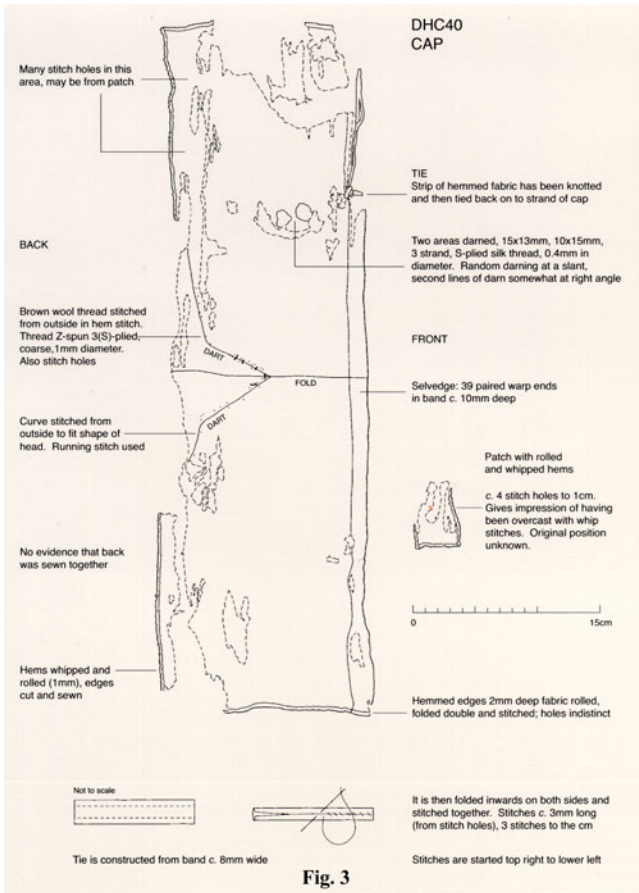 DHC40
CAP
Many stitch holes in this
area, may be from patch
TIE
Strip of hemmed fabric has been knotted
and then tied back on to strand of cap
BACK
Two areas darned, 15x13mm, 10x15mm,
3 strand, S-plied silk thread, 0.4mm in
diameter. Random darning at a slant,
second lines of darn somewhat at right angle
Brown wool thread stitched
from outside in hem stitch.
Thread Z-spun 3(S)-plied,
coarse,1mm diameter.
Also stitch holes
FRONT
DART
FOLD
Selvedge: 39 paired warp ends
in band c. 10mm deep
DART
Curve stitched from
outside to fit shape of
head. Running stitch used
Patch with rolled
and whipped hems
c. 4 stitch holes to 1cm.
Gives impression of having
been overcast with whip
stitches. Original position
unknown.
No evidence that back
was sewn together
0
15cm
Hems whipped and
rolled (1mm), edges
cut and sewn
Hemmed edges 2mm deep fabric rolled,
folded double and stitched; holes indistinct
Not to scale
It is then folded inwards on both sides and
stitched together. Stitches c. 3mm long
(from stitch holes), 3 stitches to the cm
Tie is constructed from band c. 8mm wide
Stitches are started top right to lower left
Fig. 3